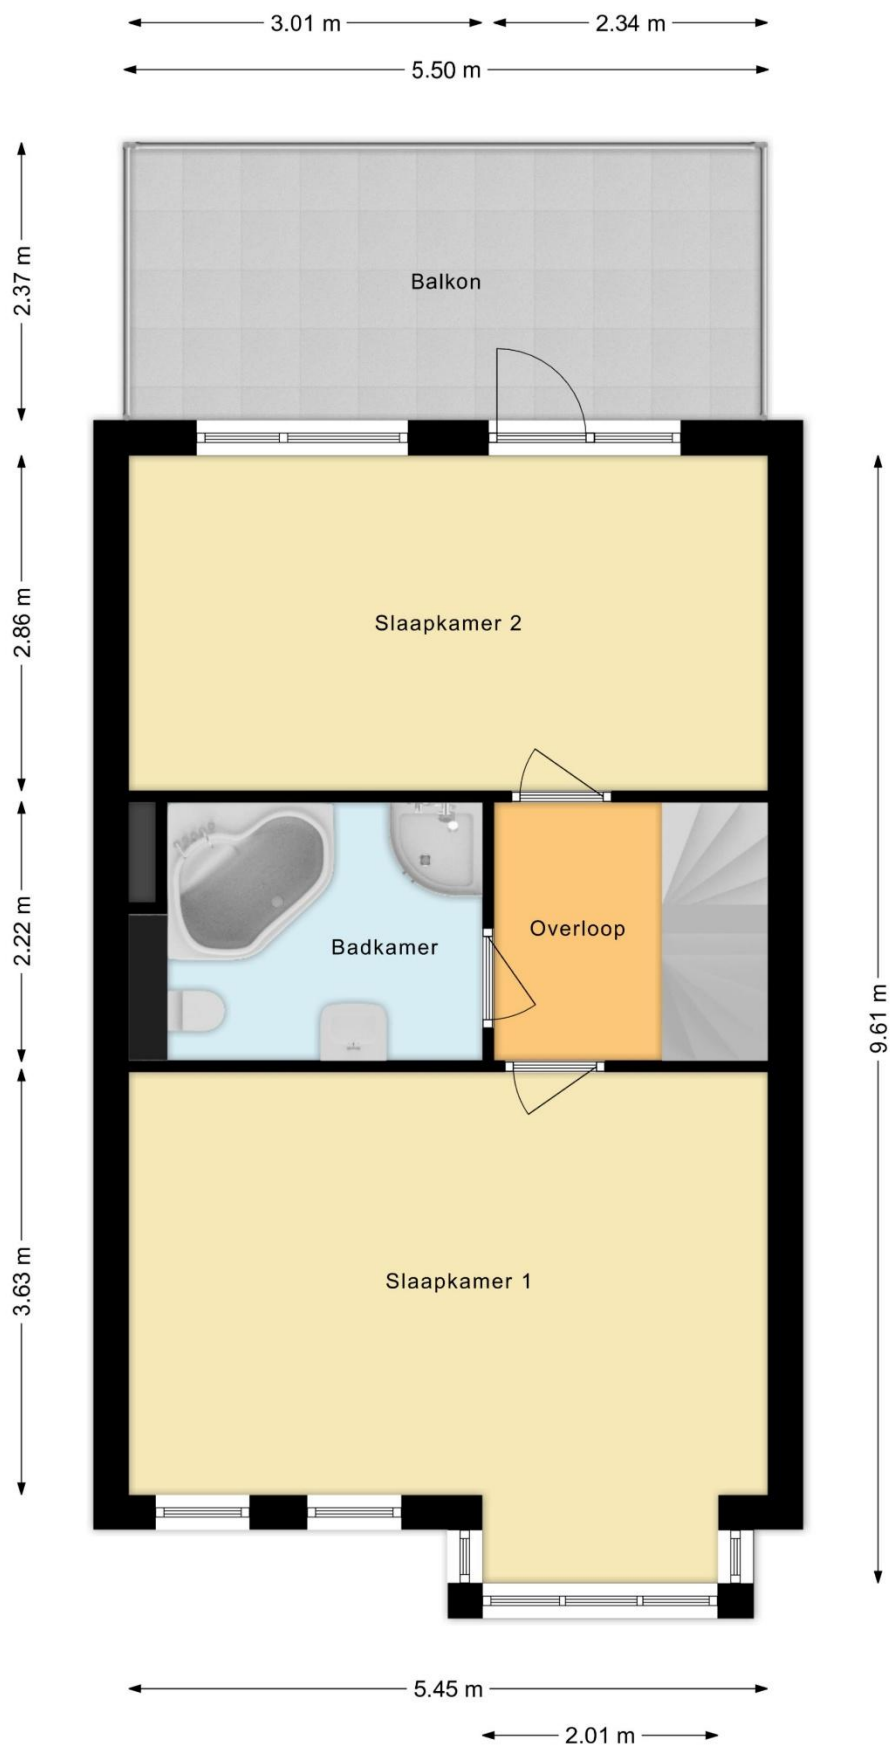 3.01 m
2.34 m
5.50 m
2.37 m
Balkon
2.86 m
Slaapkamer 2
2.22 m
Overloop
Badkamer
9.61 m
3.63 m
Slaapkamer 1
5.45 m
2.01 m